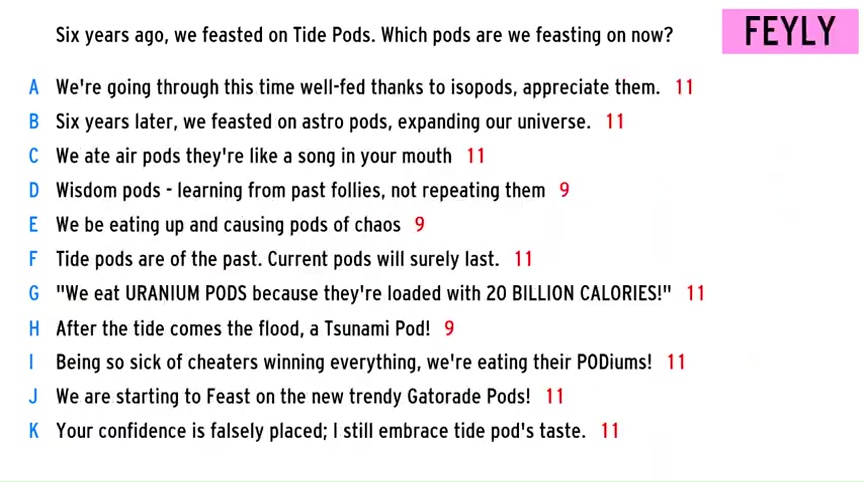 Six years ago, we feasted on Tide Pods. Which pods are we feasting on now?
FEYLY
A We're going through this time well-fed thanks to isopods, appreciate them. 11
B Six years later, we feasted on astro pods, expanding our universe. 11
C We ate air pods they're like a song in your mouth 11
D Wisdom pods - learning from past follies, not repeating them 9
E We be eating up and causing pods of chaos 9
F Tide pods are of the past. Current pods will surely last. 11
G "We eat URANIUM PODS because they're loaded with 20 BILLION CALORIES!" 11
H After the tide comes the flood, a Tsunami Pod! 9
I Being so sick of cheaters winning everything, we're eating their PODiums! 11
J We are starting to Feast on the new trendy Gatorade Pods! 11
K Your confidence is falsely placed; I still embrace tide pod's taste. 11